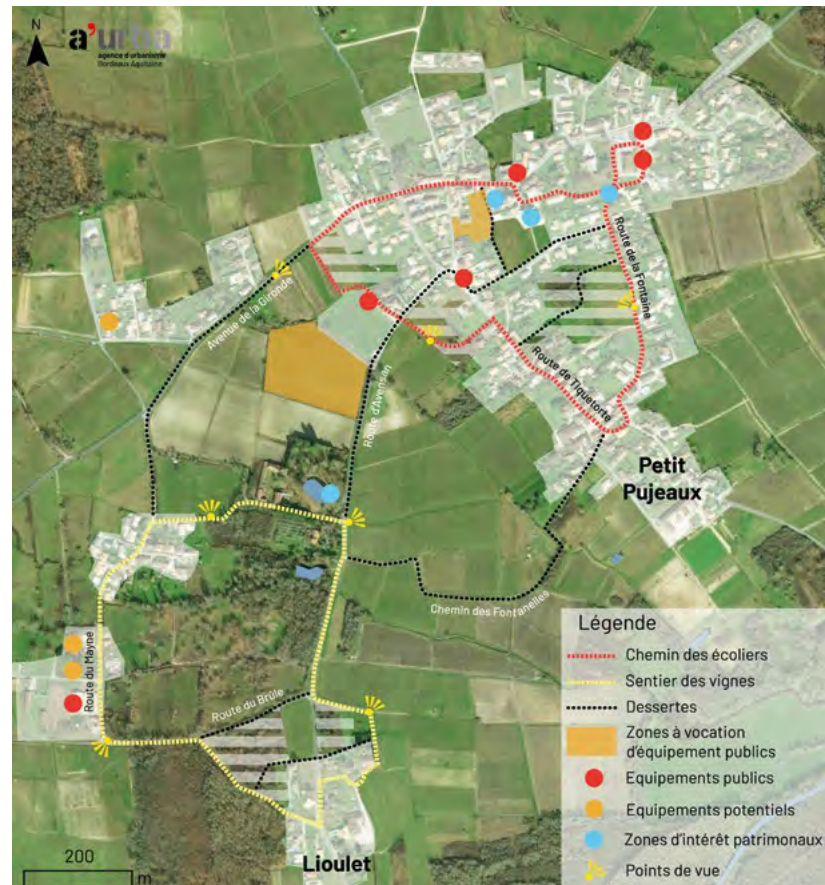 N
a'urba
agence d'urbanisme
Bordeaux Aquitaine
Avenue de la Gironde
Route de la Fontaine
Route d'Avensan
Route de Tiquetorte
Petit
Pujeaux
Chemin des Fontanelles
Route du Mayne
Route du Brûle
Lioulet
200
m
Légende
Chemin des écoliers
Sentier des vignes
Dessertes
Zones à vocation
d'équipement publics
Equipements publics
Equipements potentiels
Zones d'intérêt patrimonaux
Points de vue